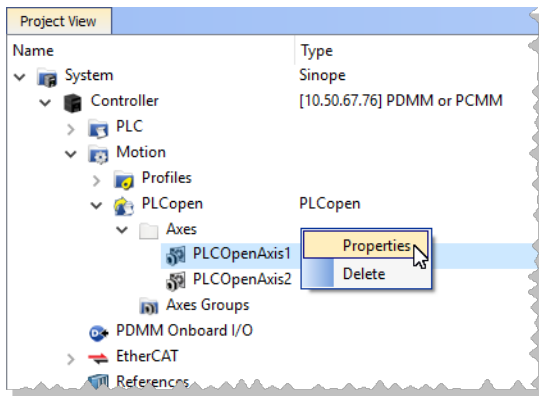 Project View
Name Type
System Sinope
Controller [10.50.67.76] PDMM or PCMM
PLC
Motion
Profiles
PLCopen PLCopen
Axes
PLCOpenAxis1 Properties
PLCOpenAxis2 Delete
Axes Groups
PDMM Onboard I/O
EtherCAT
References